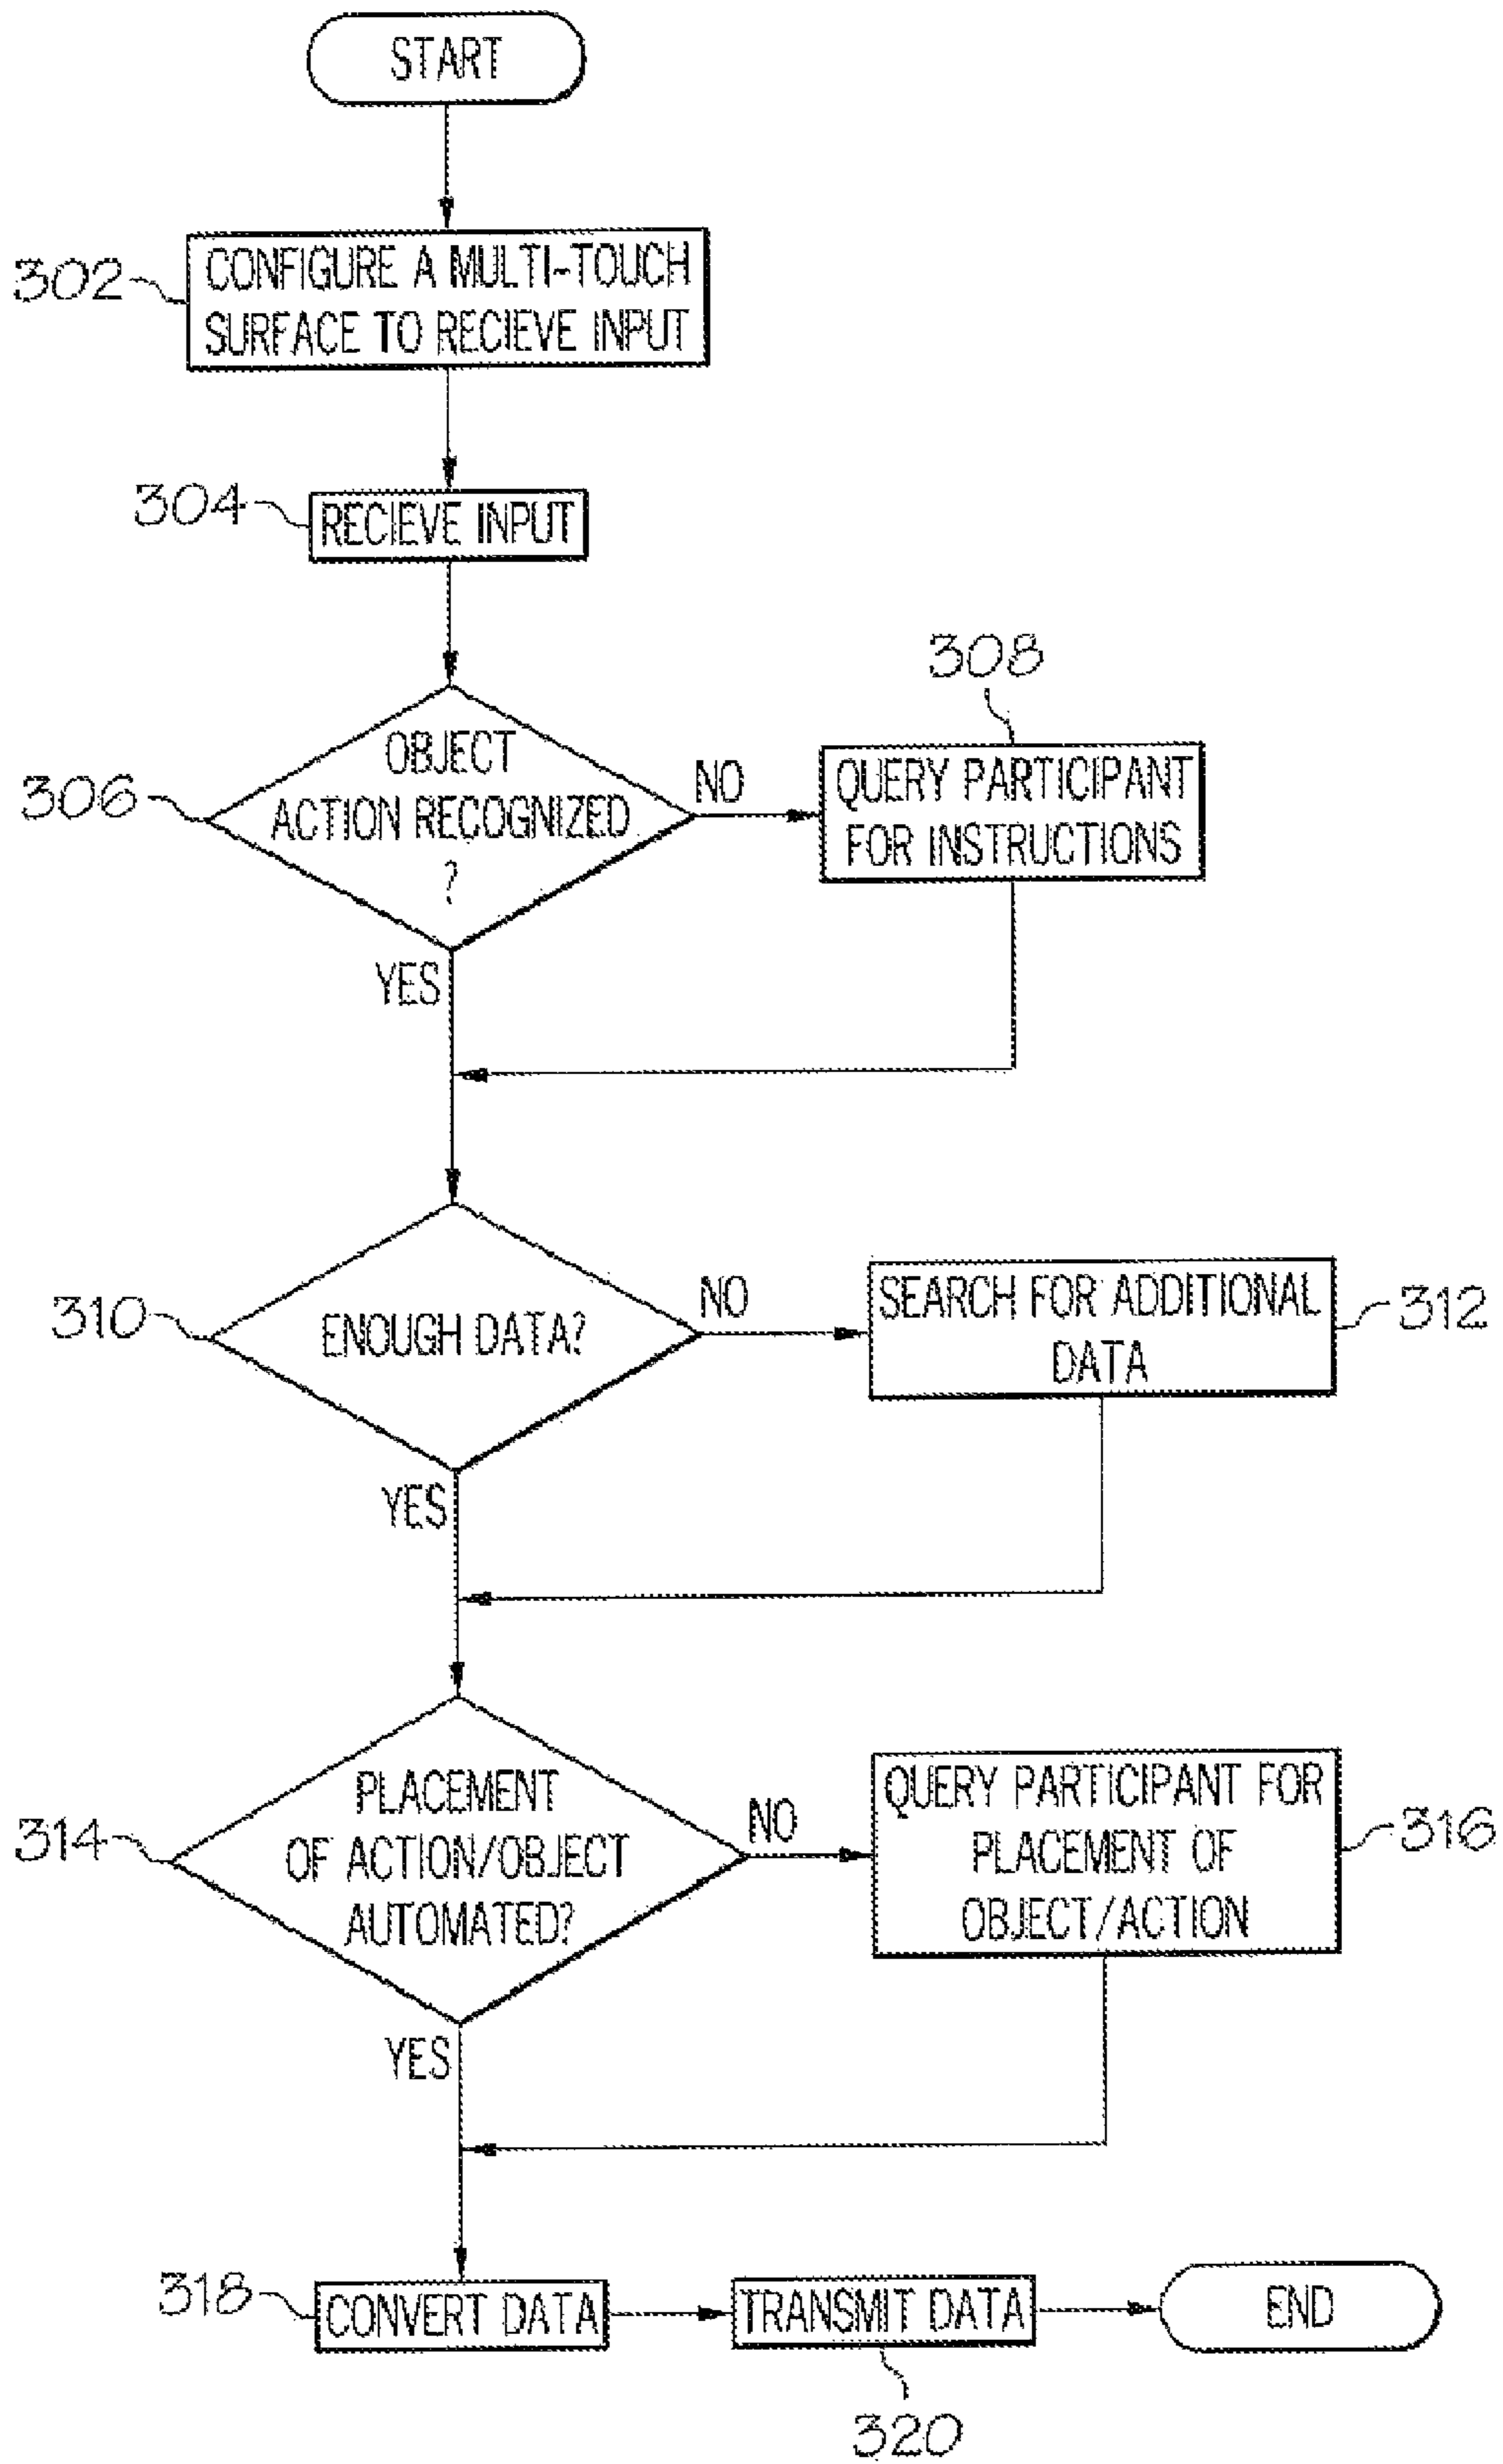 START
302
CONFIGURE A MULTI-TOUCH
SURFACE TO RECIEVE INPUT
304
RECIEVE INPUT
306
OBJECT
ACTION RECOGNIZED
?
NO
308
QUERY PARTICIPANT
FOR INSTRUCTIONS
YES
310
ENOUGH DATA?
NO
SEARCH FOR ADDITIONAL
DATA
312
YES
314
PLACEMENT
OF ACTION/OBJECT
AUTOMATED?
NO
QUERY PARTICIPANT FOR
PLACEMENT OF
OBJECT/ACTION
316
YES
318
CONVERT DATA
TRANSMIT DATA
320
END